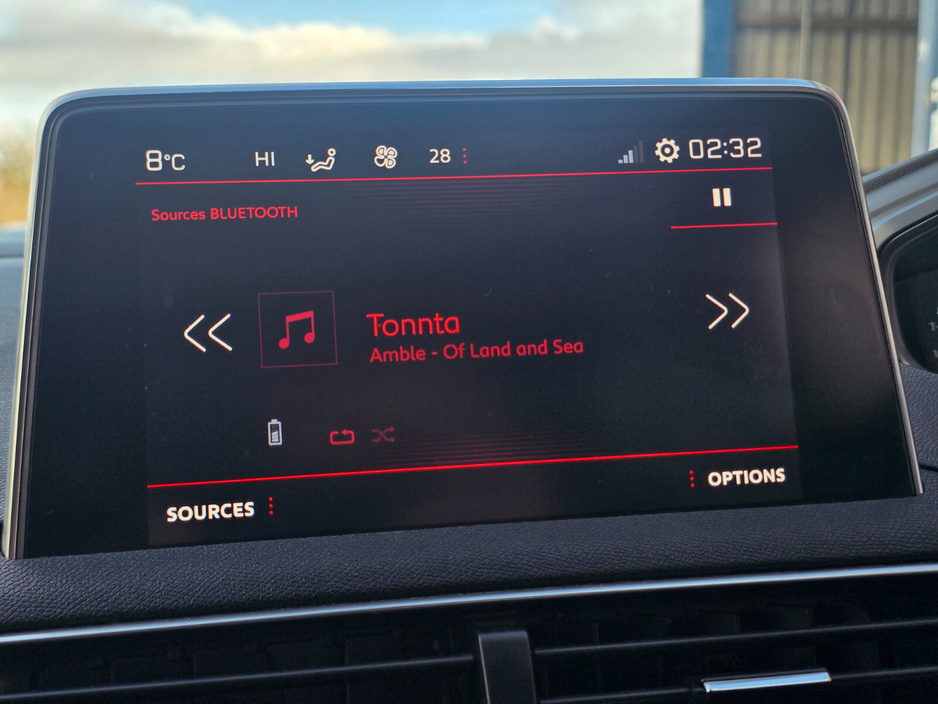 8°C HI 28 02:32
Sources BLUETOOTH
Tonnta
Amble - Of Land and Sea
SOURCES OPTIONS